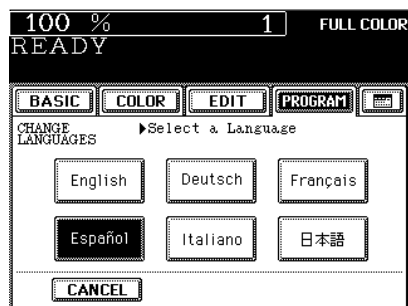 100 % 1 FULL COLOR
READY
BASIC COLOR EDIT PROGRAM
CHANGE LANGUAGES ▶Select a Language
English Deutsch Français
Español Italiano 日本語
CANCEL